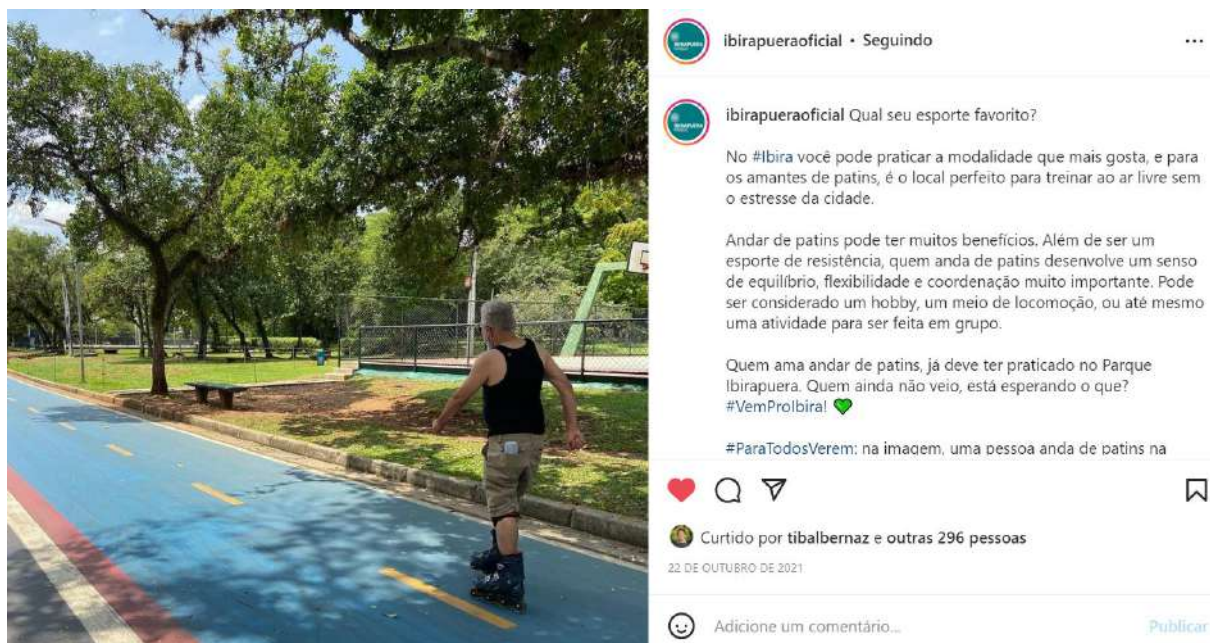 ibirapueraoficial • Seguindo
ibirapueraoficial Qual seu esporte favorito?
No #Ibira você pode praticar a modalidade que mais gosta, e para
os amantes de patins, é o local perfeito para treinar ao ar livre sem
o estresse da cidade.
Andar de patins pode ter muitos benefícios. Além de ser um
esporte de resistência, quem anda de patins desenvolve um senso
de equilíbrio, flexibilidade e coordenação muito importante. Pode
ser considerado um hobby, um meio de locomoção, ou até mesmo
uma atividade para ser feita em grupo.
Quem ama andar de patins, já deve ter praticado no Parque
Ibirapuera. Quem ainda não veio, está esperando o que?
#VemProIbira! 💚
#ParaTodosVerem: na imagem, uma pessoa anda de patins na
Curtido por tibalbernaz e outras 296 pessoas
22 DE OUTUBRO DE 2021
Adicione um comentário...
Publicar